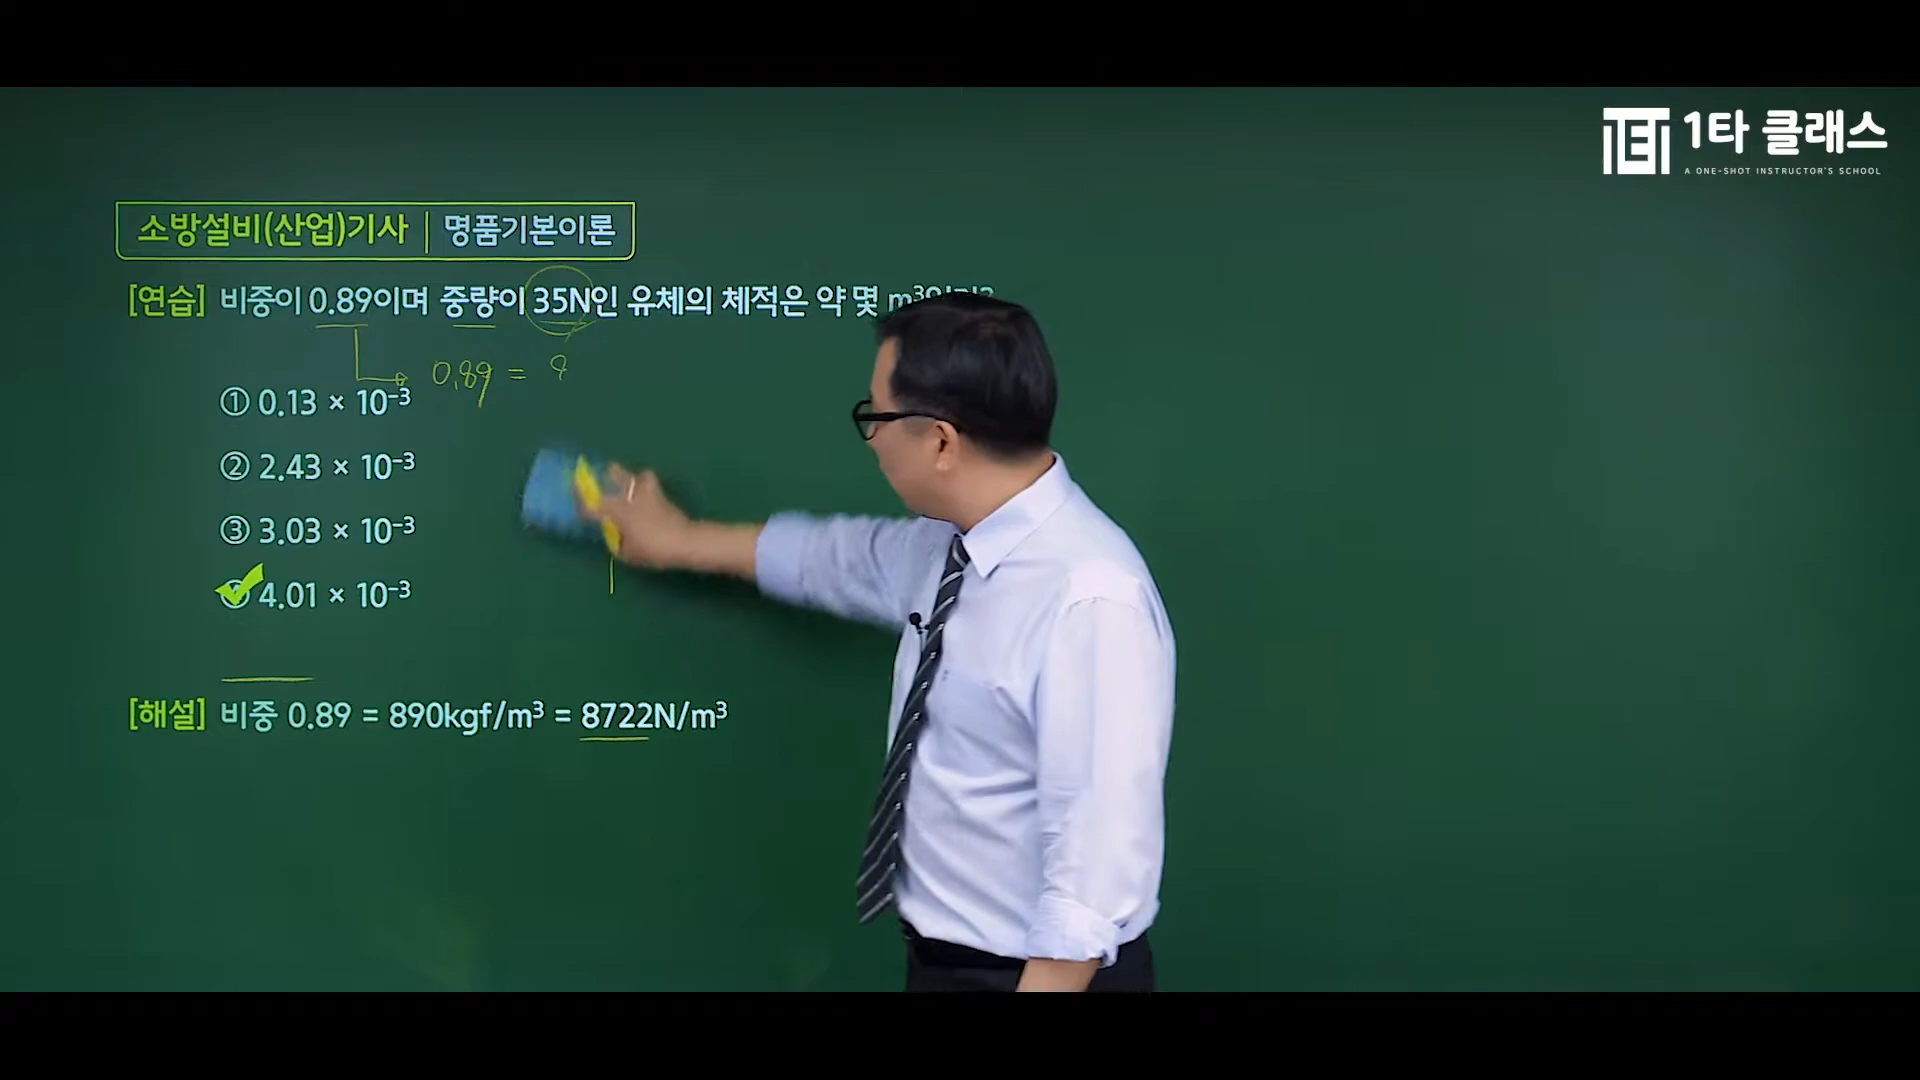 1타 클래스
A ONE-SHOT INSTRUCTOR'S SCHOOL
소방설비(산업)기사 | 명품기본이론
[연습] 비중이 0.89이며 중량이 35N인 유체의 체적은 약 몇 m³
0.89 =
① 0.13 × 10⁻³
② 2.43 × 10⁻³
③ 3.03 × 10⁻³
④ 4.01 × 10⁻³
[해설] 비중 0.89 = 890kgf/m³ = 8722N/m³